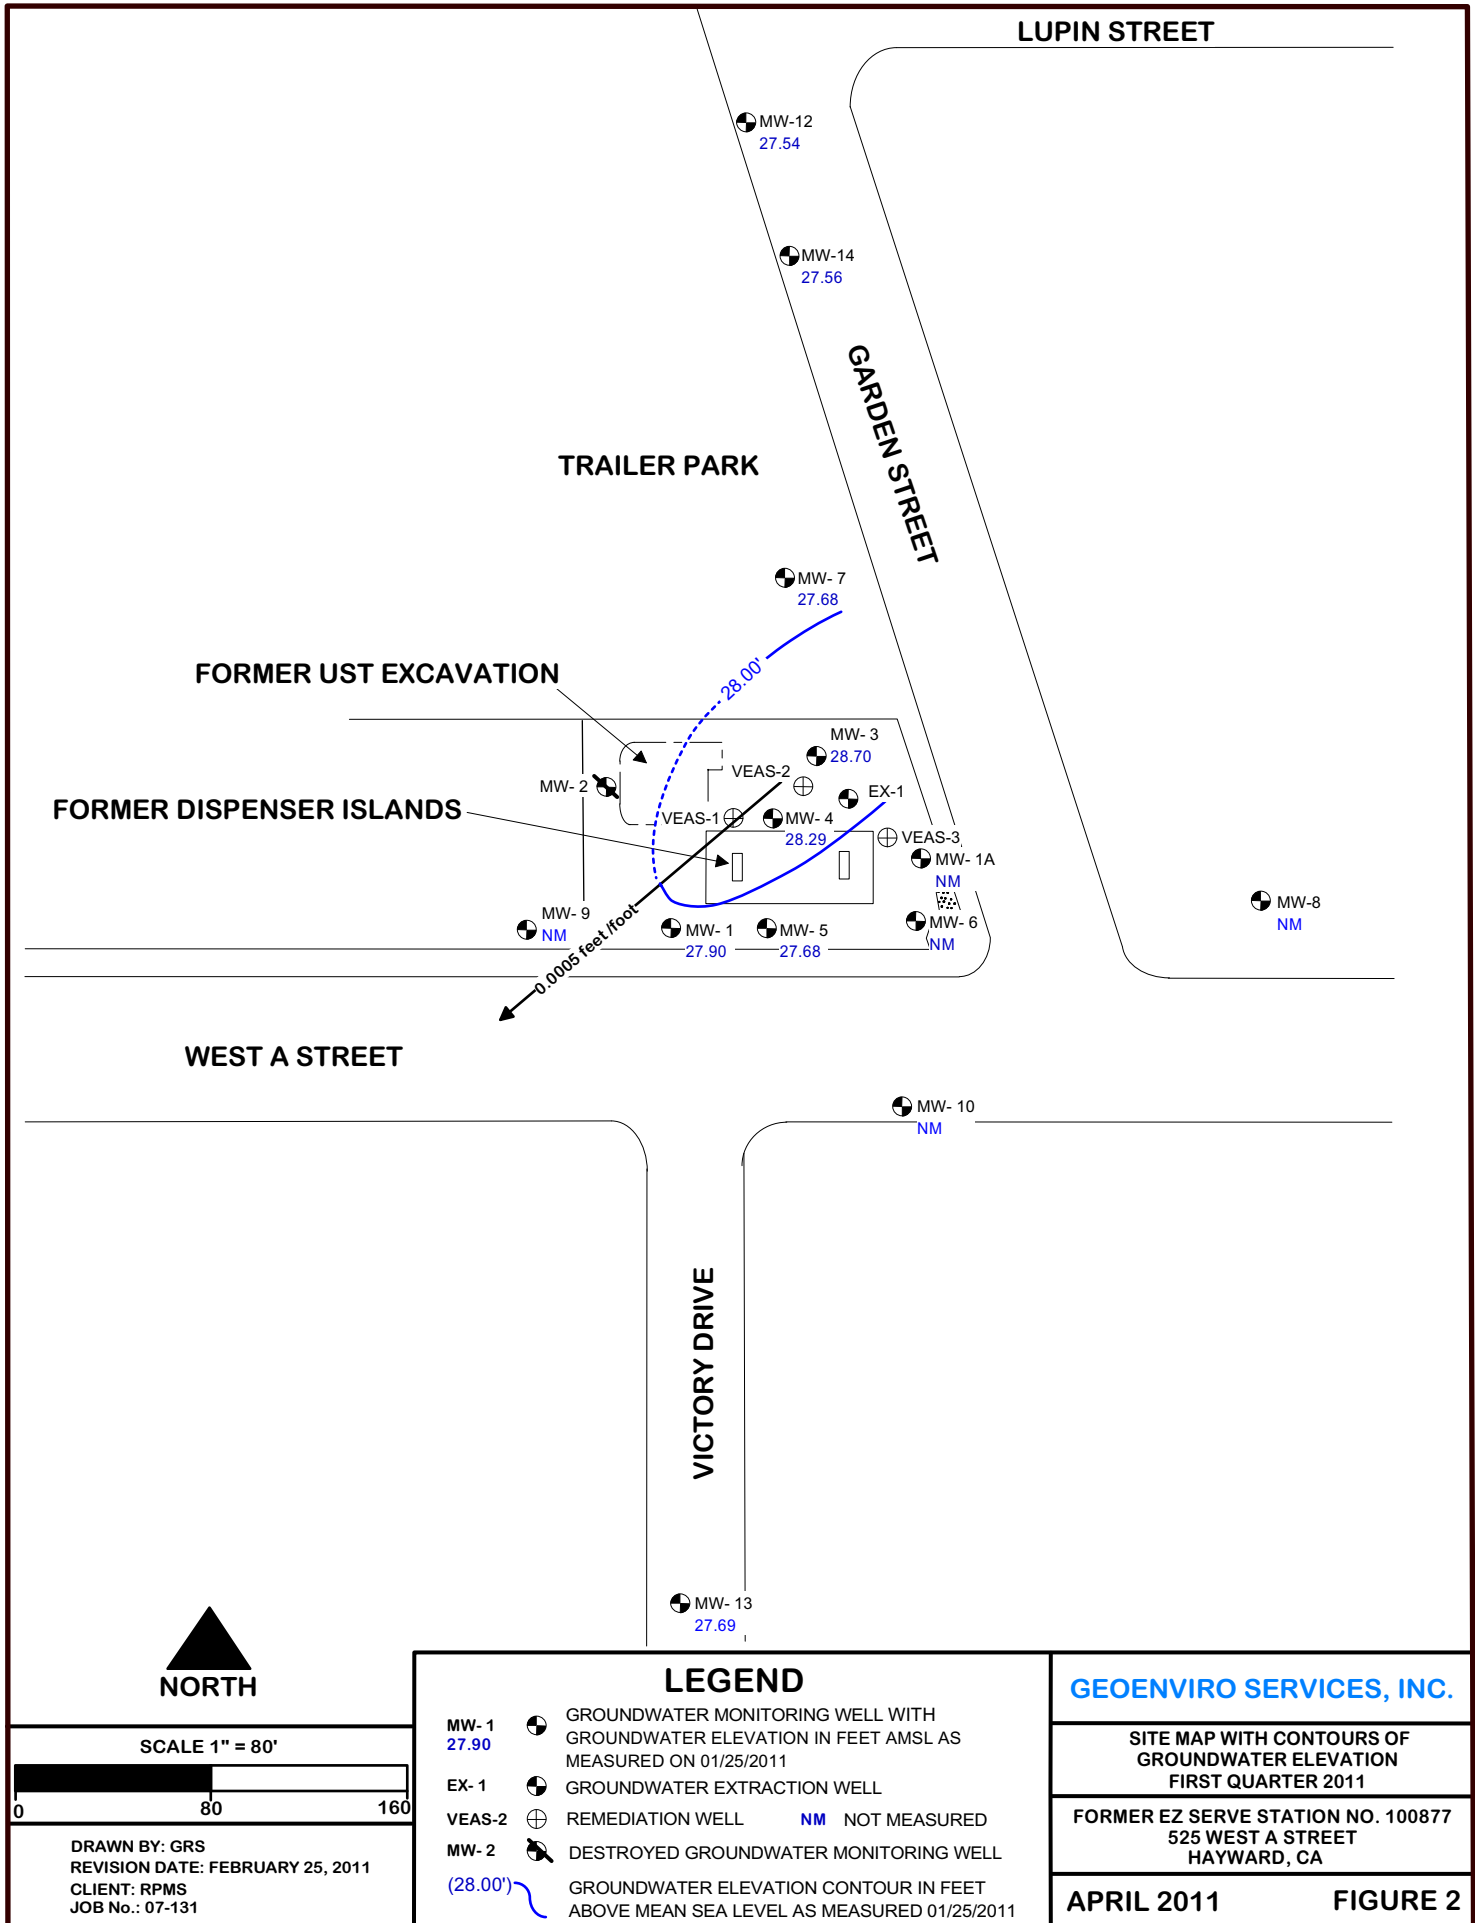 LUPIN STREET
MW-12
27.54
MW-14
27.56
GARDEN STREET
TRAILER PARK
MW- 7
27.68
28.00'
FORMER UST EXCAVATION
MW- 3
28.70
VEAS-2
MW- 2
EX-1
FORMER DISPENSER ISLANDS
VEAS-1
MW- 4
28.29
VEAS-3
MW- 1A
NM
MW- 9
NM
MW- 1
27.90
MW- 5
27.68
MW- 6
NM
MW-8
NM
0.0005 feet /foot
WEST A STREET
MW- 10
NM
VICTORY DRIVE
MW- 13
27.69
NORTH
SCALE 1" = 80'
0 80 160
DRAWN BY: GRS
REVISION DATE: FEBRUARY 25, 2011
CLIENT: RPMS
JOB No.: 07-131
LEGEND
MW- 1
27.90
GROUNDWATER MONITORING WELL WITH
GROUNDWATER ELEVATION IN FEET AMSL AS
MEASURED ON 01/25/2011
EX- 1 GROUNDWATER EXTRACTION WELL
VEAS-2 REMEDIATION WELL NM NOT MEASURED
MW- 2 DESTROYED GROUNDWATER MONITORING WELL
(28.00') GROUNDWATER ELEVATION CONTOUR IN FEET
ABOVE MEAN SEA LEVEL AS MEASURED 01/25/2011
GEOENVIRO SERVICES, INC.
SITE MAP WITH CONTOURS OF
GROUNDWATER ELEVATION
FIRST QUARTER 2011
FORMER EZ SERVE STATION NO. 100877
525 WEST A STREET
HAYWARD, CA
APRIL 2011 FIGURE 2